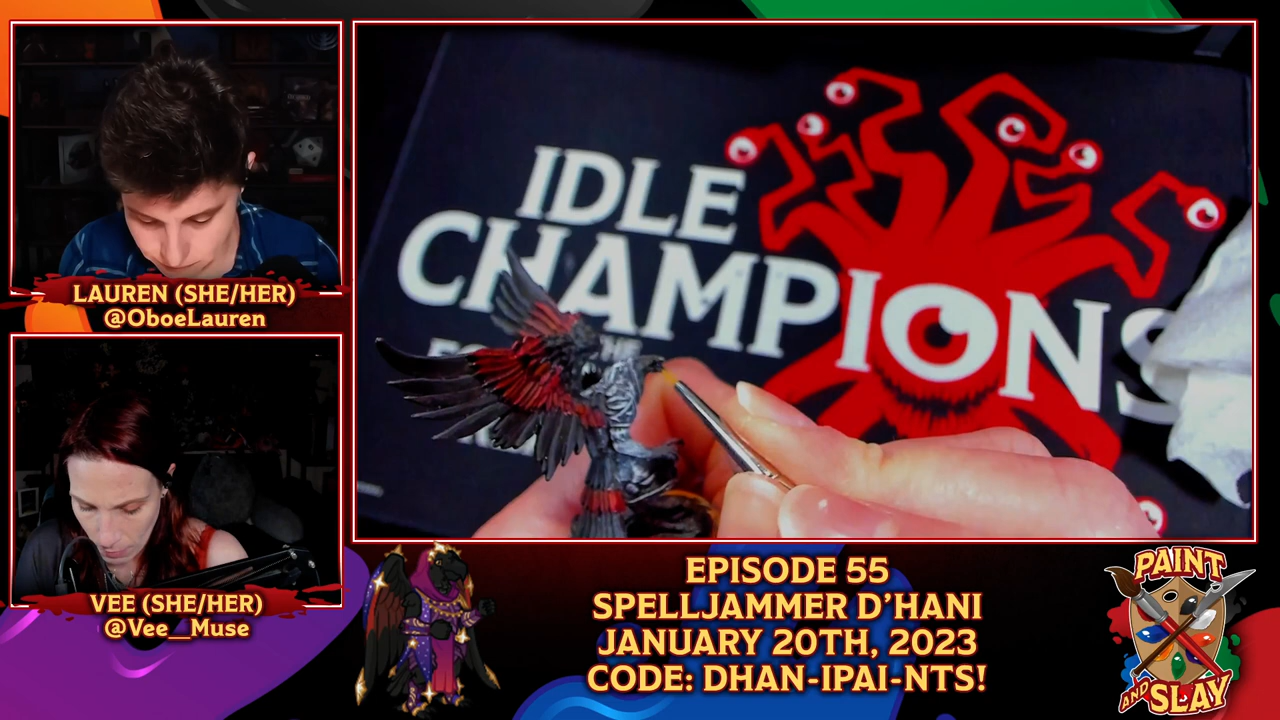 LAUREN (SHE/HER)
@OboeLauren
VEE (SHE/HER)
@Vee__Muse
IDLE
CHAMPIONS
THE
EPISODE 55
SPELLJAMMER D'HANI
JANUARY 20TH, 2023
CODE: DHAN-IPAI-NTS!
PAINT
AND SLAY